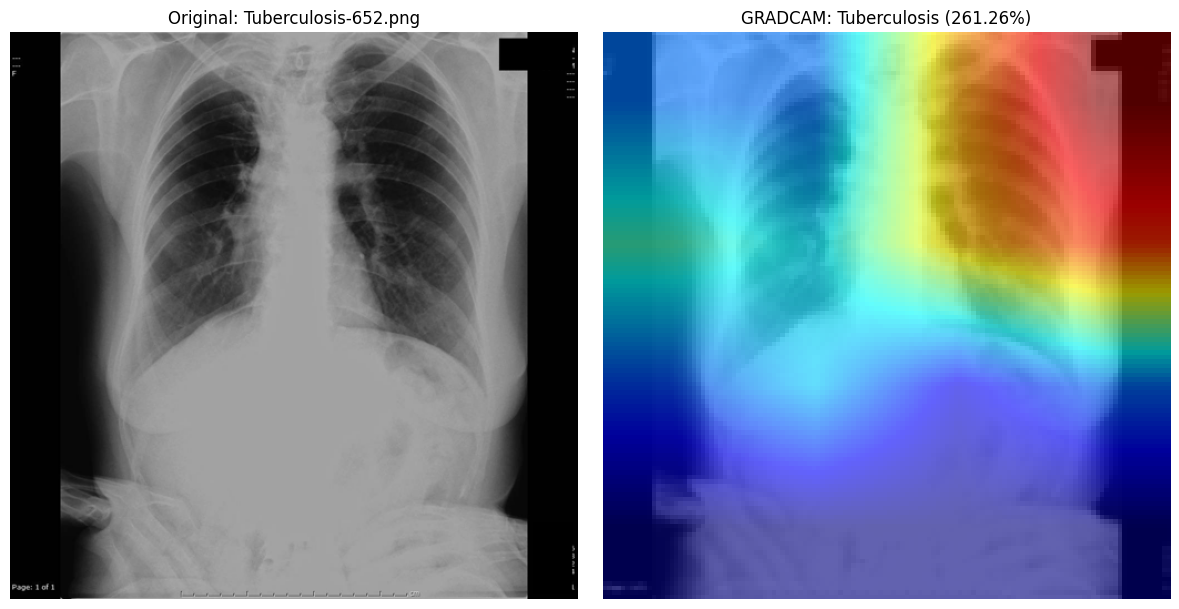 Original: Tuberculosis-652.png
GRADCAM: Tuberculosis (261.26%)
F
Page: 1 of 1